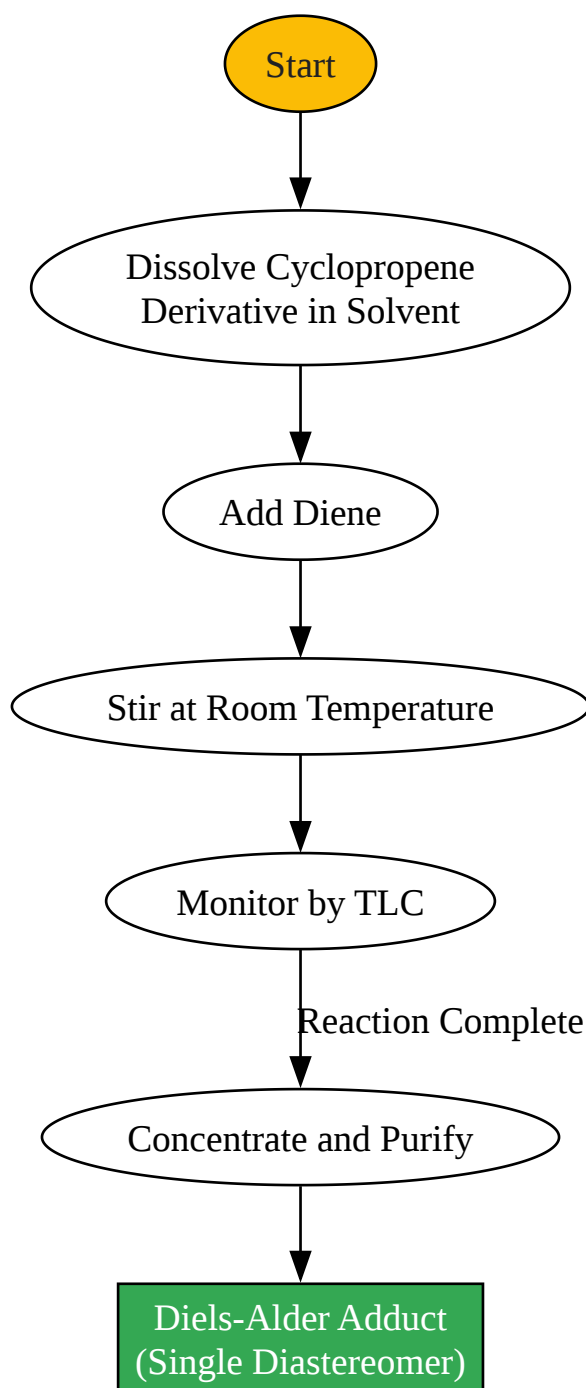 Start
Dissolve Cyclopropene
Derivative in Solvent
Add Diene
Stir at Room Temperature
Monitor by TLC
Reaction Complete
Concentrate and Purify
Diels-Alder Adduct
(Single Diastereomer)